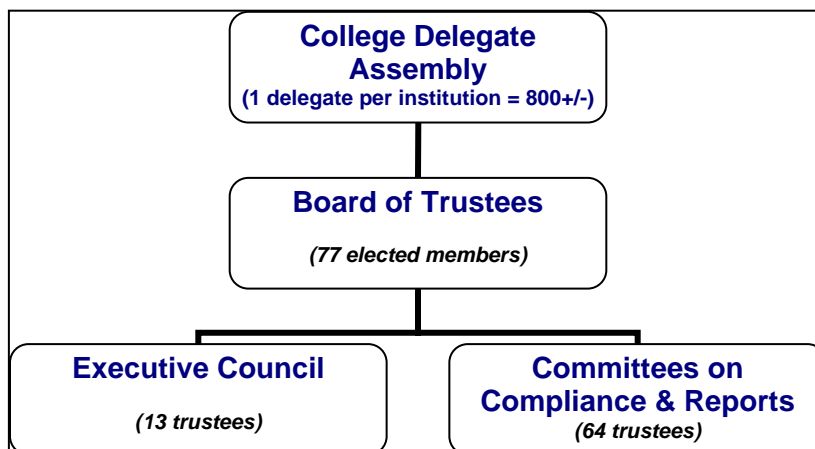 College Delegate
Assembly
(1 delegate per institution = 800+/-)
Board of Trustees
(77 elected members)
Executive Council
(13 trustees)
Committees on
Compliance & Reports
(64 trustees)